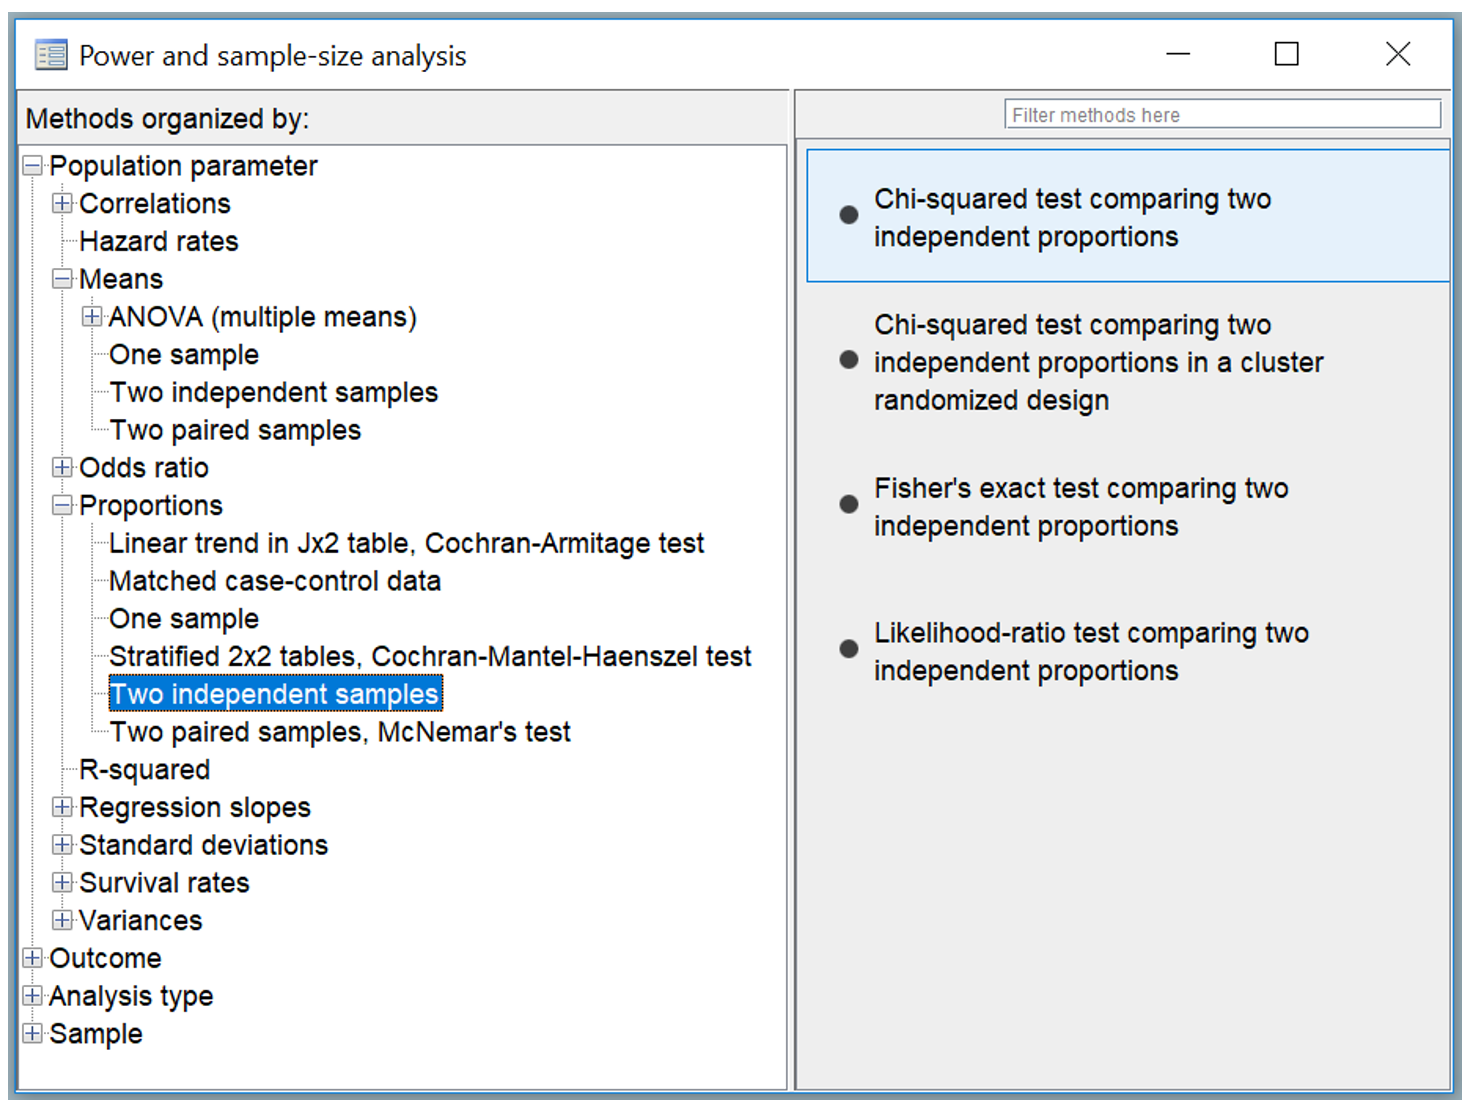 Power and sample-size analysis
Methods organized by:
Filter methods here
Population parameter
Correlations
Hazard rates
Means
ANOVA (multiple means)
One sample
Two independent samples
Two paired samples
Odds ratio
Proportions
Linear trend in Jx2 table, Cochran-Armitage test
Matched case-control data
One sample
Stratified 2x2 tables, Cochran-Mantel-Haenszel test
Two independent samples
Two paired samples, McNemar's test
R-squared
Regression slopes
Standard deviations
Survival rates
Variances
Outcome
Analysis type
Sample
Chi-squared test comparing two
independent proportions
Chi-squared test comparing two
independent proportions in a cluster
randomized design
Fisher's exact test comparing two
independent proportions
Likelihood-ratio test comparing two
independent proportions